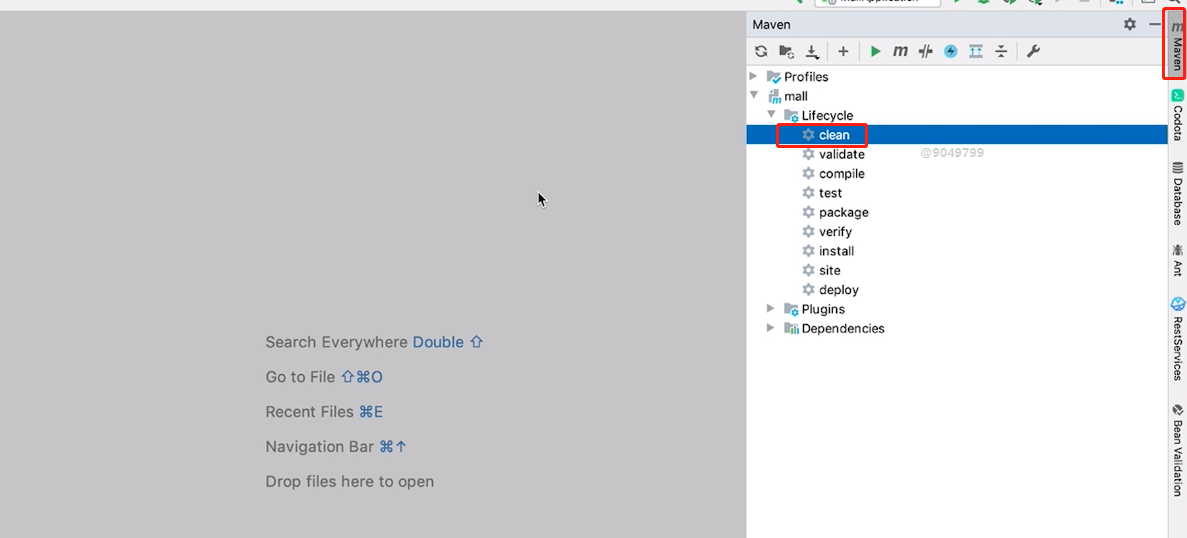 MallApplication
Maven
Profiles
mall
Lifecycle
clean
validate
@9049799
compile
test
package
verify
install
site
deploy
Plugins
Dependencies
Search Everywhere Double ⇧
Go to File ⇧⌘O
Recent Files ⌘E
Navigation Bar ⌘↑
Drop files here to open
Maven
Codota
Database
Ant
RestServices
Bean Validation